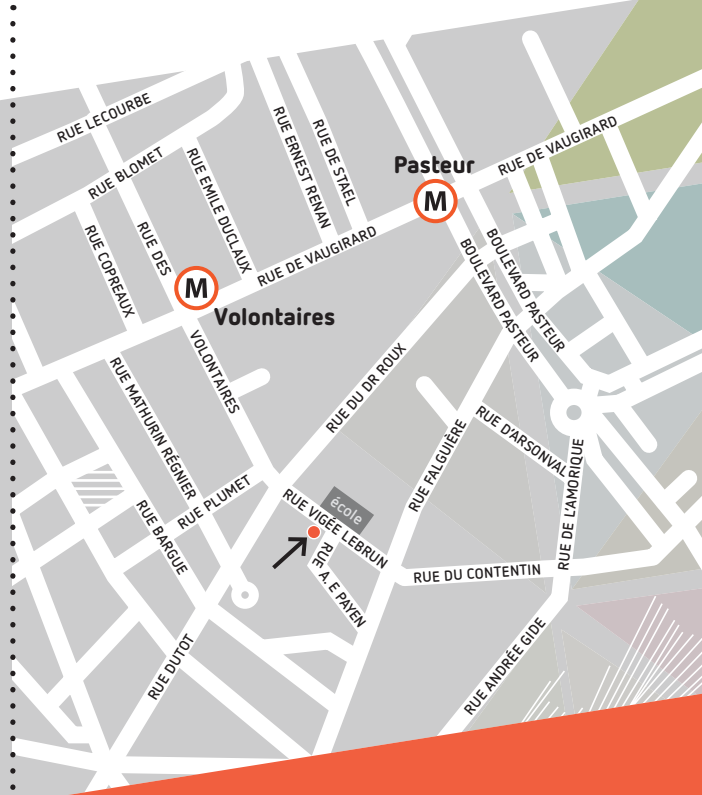 RUE LECOURBE
RUE BLOMET
RUE EMILE DUCLAUX
RUE ERNEST RENAN
RUE DE STAEL
Pasteur
M
RUE DE VAUGIRARD
RUE COPREAUX
RUE DES
VOLONTAIRES
M
Volontaires
RUE DE VAUGIRARD
BOULEVARD PASTEUR
BOULEVARD PASTEUR
RUE MATHURIN RÉGNIER
RUE DU DR ROUX
RUE FALGUIÈRE
RUE D'ARSONVAL
RUE DE L'AMORIQUE
RUE PLUMET
RUE BARGUE
école
RUE VIGÉE LEBRUN
RUE A. E PAYEN
RUE DU CONTENTIN
RUE DUTOT
RUE ANDRÉE GIDE